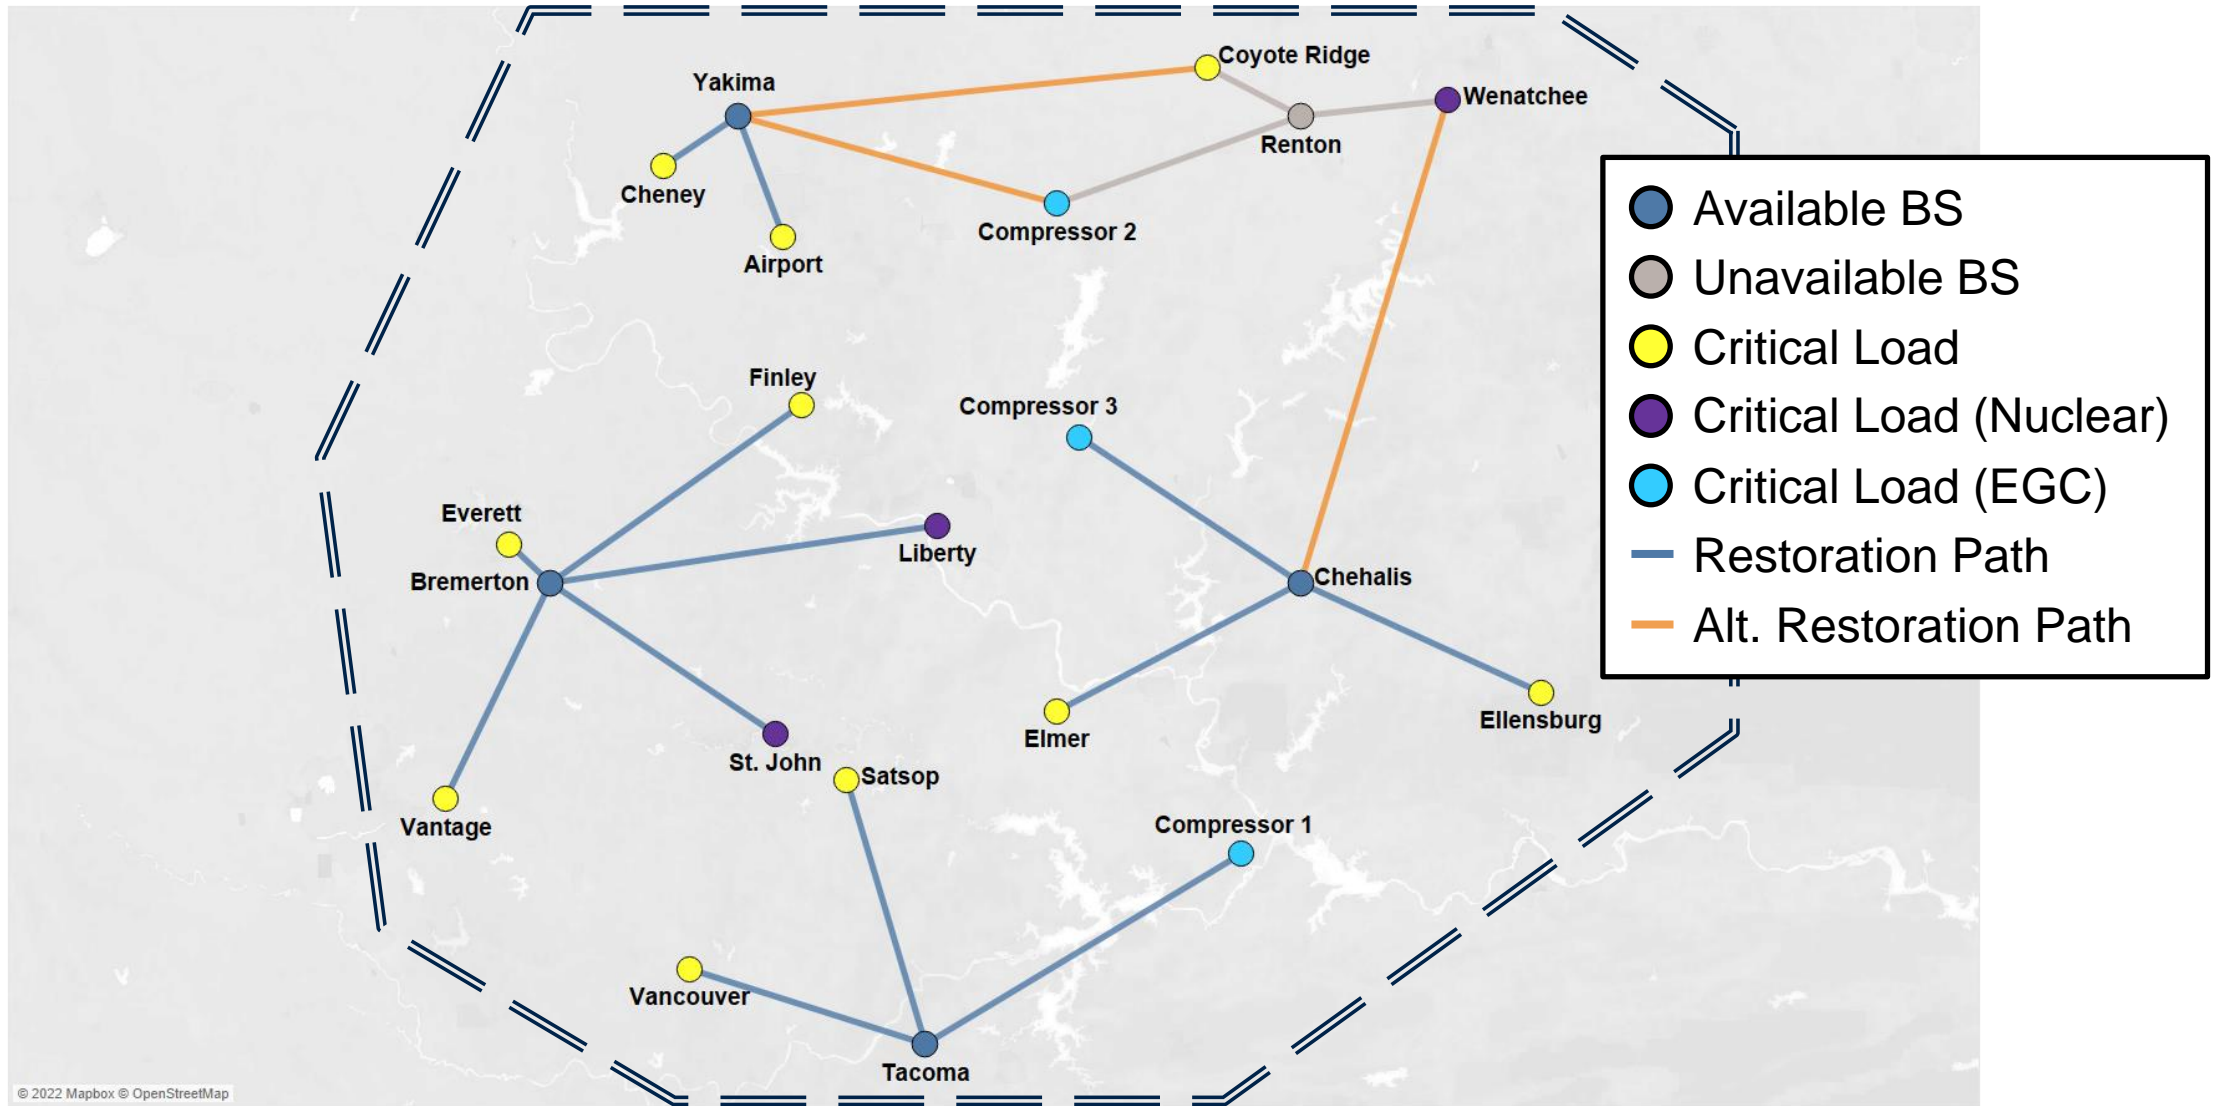 Coyote Ridge
Yakima
Wenatchee
Renton
Cheney
Compressor 2
Airport
Available BS
Unavailable BS
Critical Load
Critical Load (Nuclear)
Critical Load (EGC)
Restoration Path
Alt. Restoration Path
Finley
Compressor 3
Everett
Liberty
Bremerton
Chehalis
Ellensburg
Elmer
St. John
Satsop
Vantage
Compressor 1
Vancouver
Tacoma
© 2022 Mapbox © OpenStreetMap